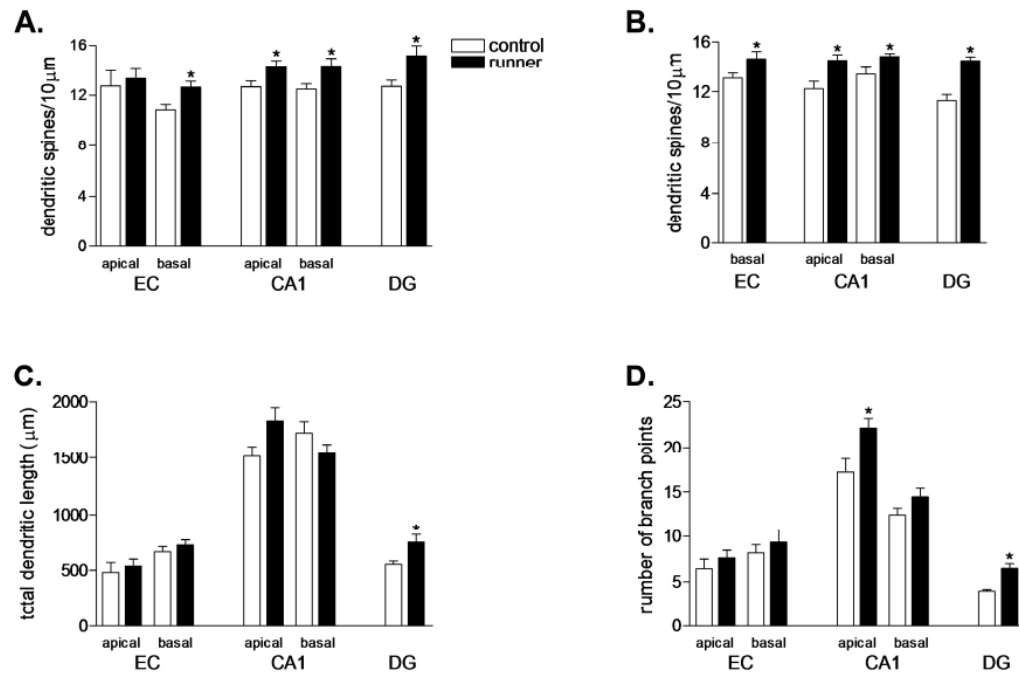 A.
*
*
*
*
control
runner
dendritic spines/10μm
16
12
8
4
0
apical basal apical basal
EC CA1 DG
B.
*
*
*
*
dendritic spines/10μm
16
12
8
4
0
basal apical basal
EC CA1 DG
C.
tctal dendritic length (μm)
2000
1500
1000
500
0
*
apical basal apical basal
EC CA1 DG
D.
rumber of branch points
25
20
15
10
5
0
*
*
apical basal apical basal
EC CA1 DG